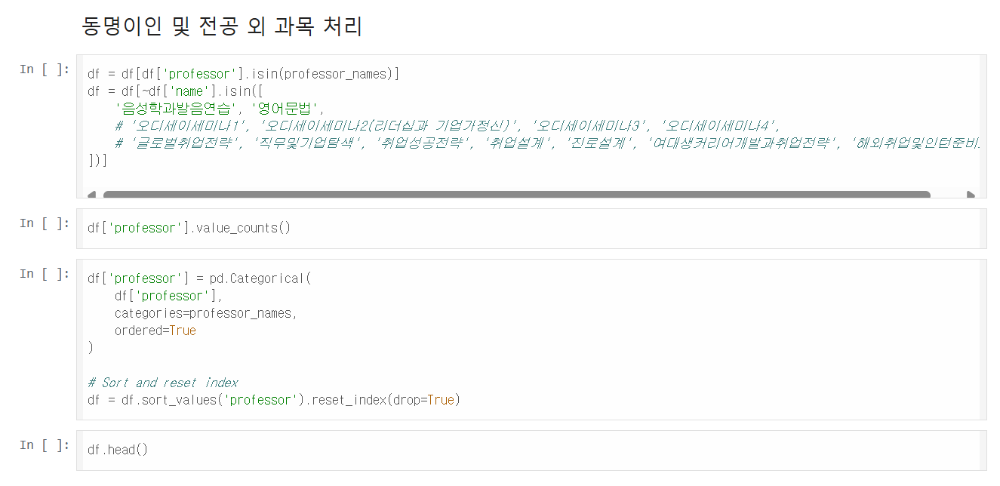 동명이인 및 전공 외 과목 처리
In [ ]:
df = df[df['professor'].isin(professor_names)]
df = df[~df['name'].isin([
    '음성학과발음연습', '영어문법',
    # '오디세이세미나1', '오디세이세미나2(리더십과 기업가정신)', '오디세이세미나3', '오디세이세미나4',
    # '글로벌취업전략', '직무및기업탐색', '취업성공전략', '취업설계', '진로설계', '여대생커리어개발과취업전략', '해외취업및인턴준비
])]
In [ ]:
df['professor'].value_counts()
In [ ]:
df['professor'] = pd.Categorical(
    df['professor'],
    categories=professor_names,
    ordered=True
)
# Sort and reset index
df = df.sort_values('professor').reset_index(drop=True)
In [ ]:
df.head()